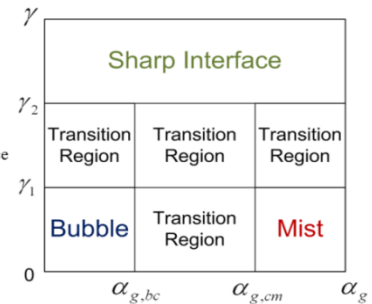 γ
Sharp Interface
γ2
Transition Region Transition Region Transition Region
e
γ1
Bubble Transition Region Mist
0
αg,bc αg,cm αg